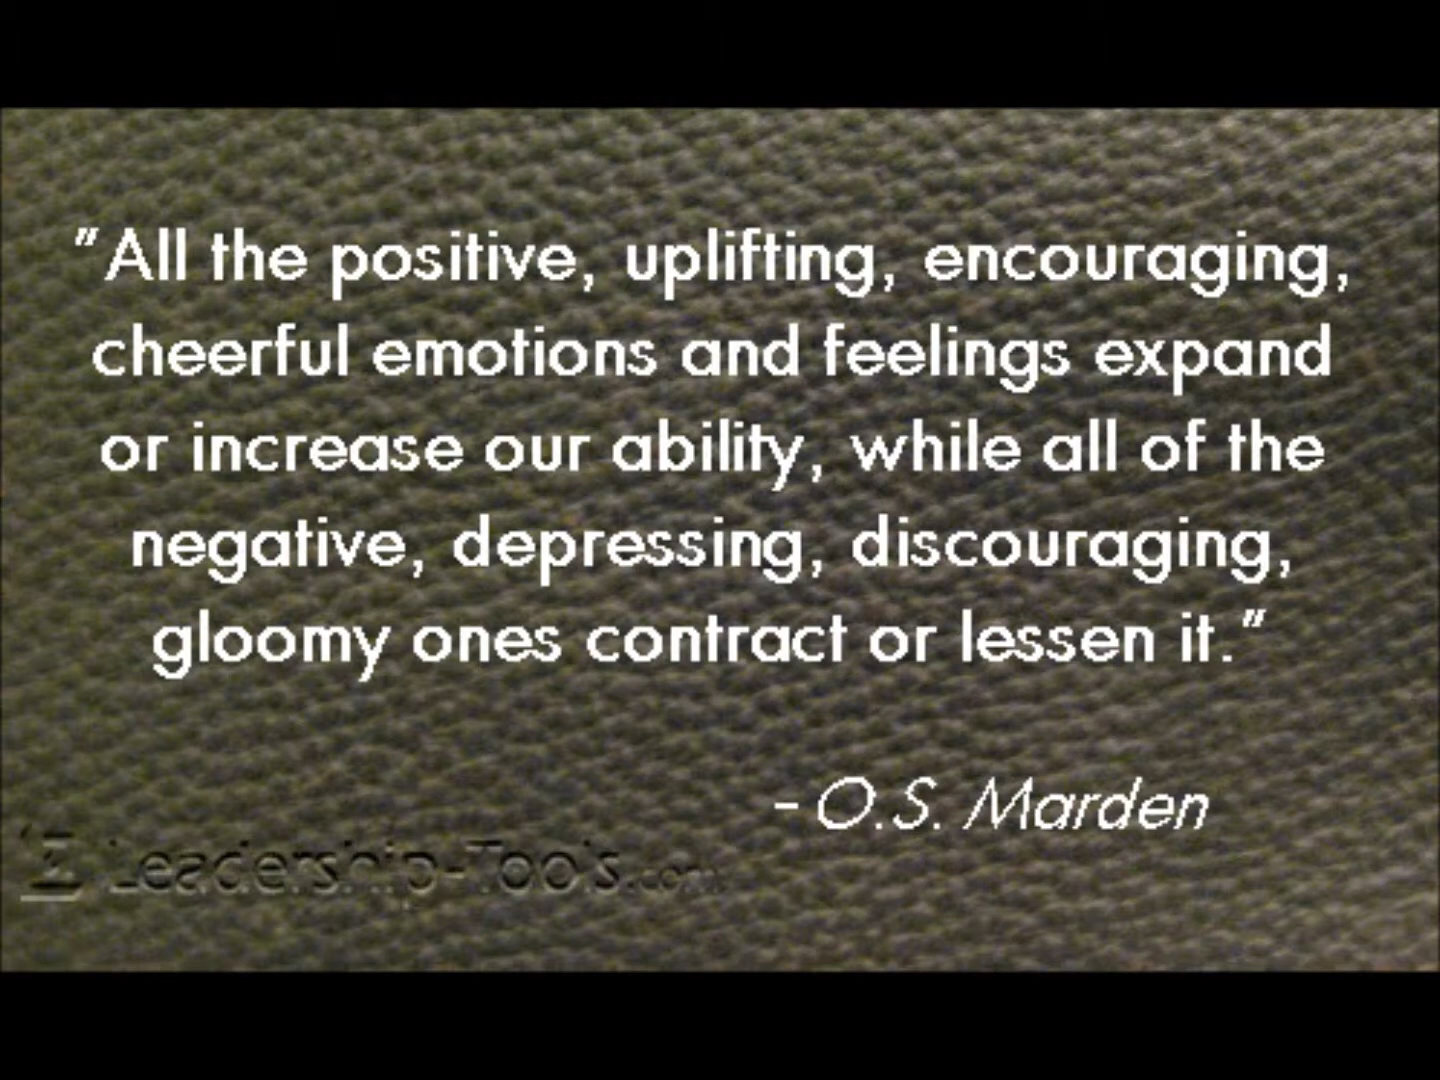 "All the positive, uplifting, encouraging,
cheerful emotions and feelings expand
or increase our ability, while all of the
negative, depressing, discouraging,
gloomy ones contract or lessen it."
- O.S. Marden
Leadership-Tools.com